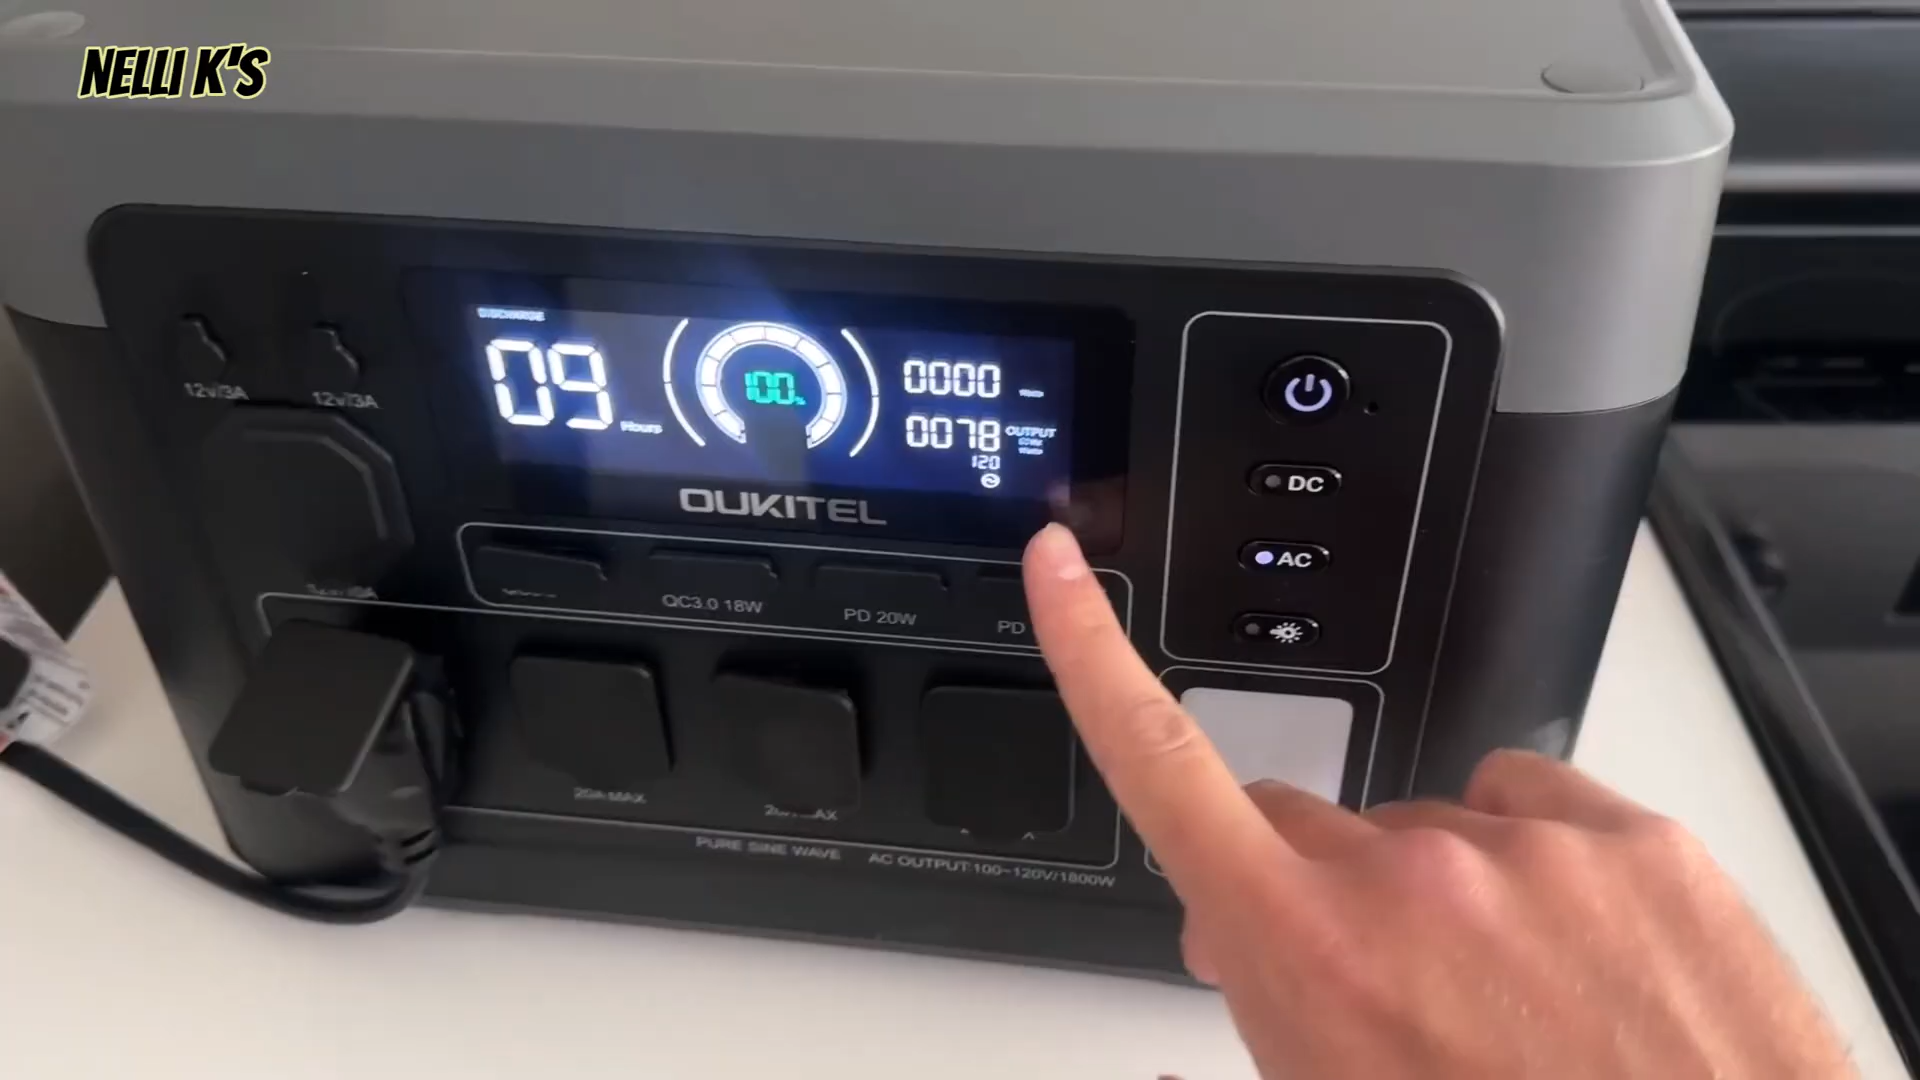 NELLI K'S
DISCHARGE
09 Hours
100%
0000 Watts
0078 OUTPUT
Watts
120
OUKITEL
12V/3A
12V/3A
QC3.0 18W
PD 20W
PD
DC
AC
20A MAX
PURE SINE WAVE
AC OUTPUT:100~120V/1800W